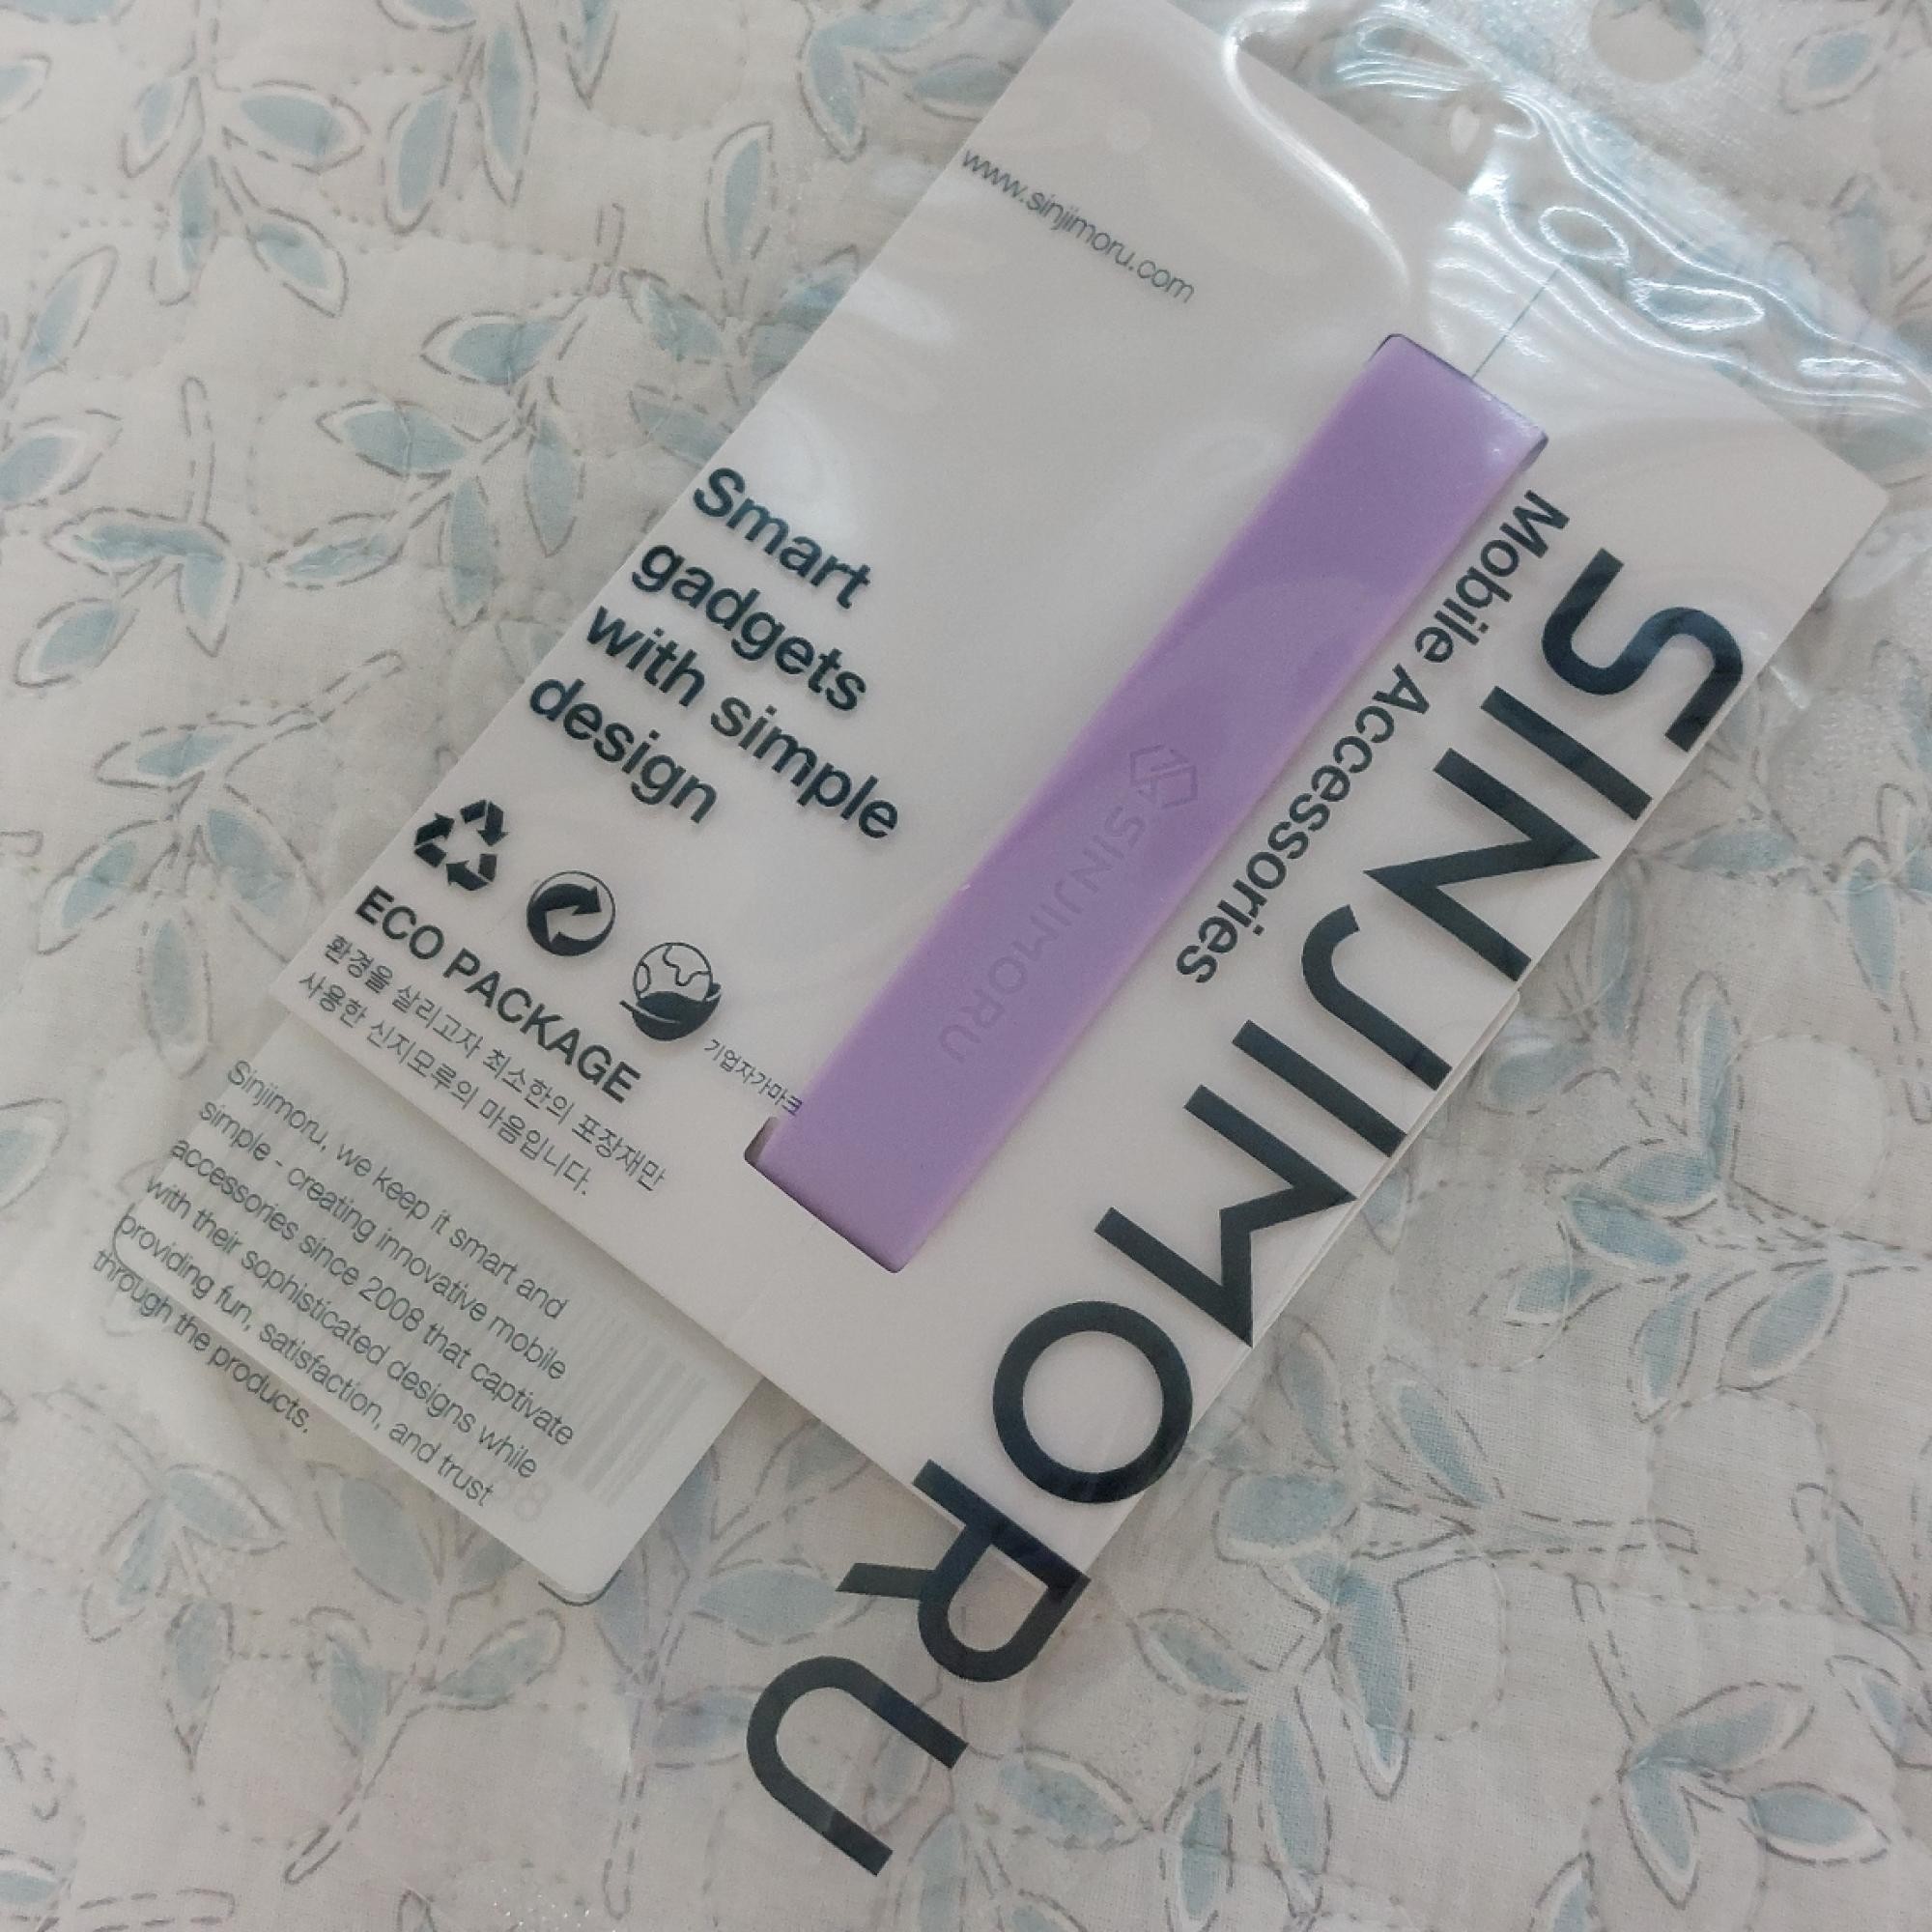 www.sinjimoru.com
SINJIMORU
Mobile Accessories
SINJIMORU
Smart
gadgets
with simple
design
기업자가마크
ECO PACKAGE
환경을 살리고자 최소한의 포장재만
사용한 신지모루의 마음입니다.
Sinjimoru, we keep it smart and
simple - creating innovative mobile
accessories since 2008 that captivate
with their sophisticated designs while
providing fun, satisfaction, and trust
through the products.